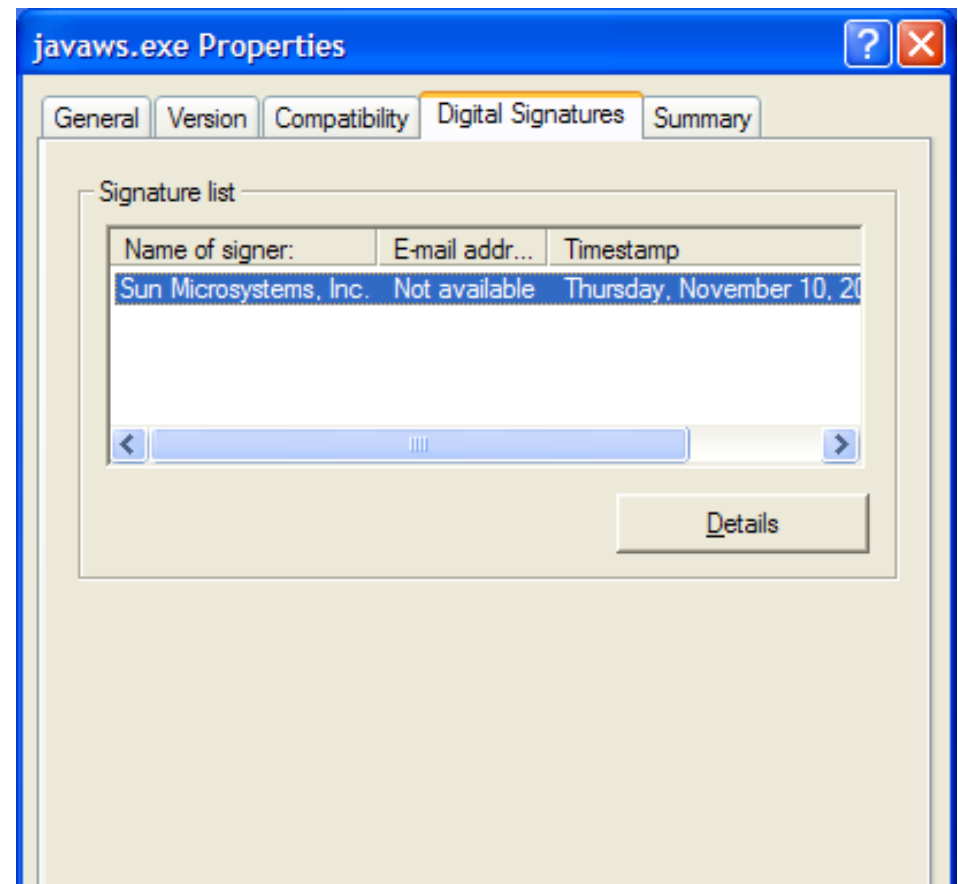 javaws.exe Properties
General Version Compatibility Digital Signatures Summary
Signature list
Name of signer: E-mail addr... Timestamp
Sun Microsystems, Inc. Not available Thursday, November 10, 20
Details